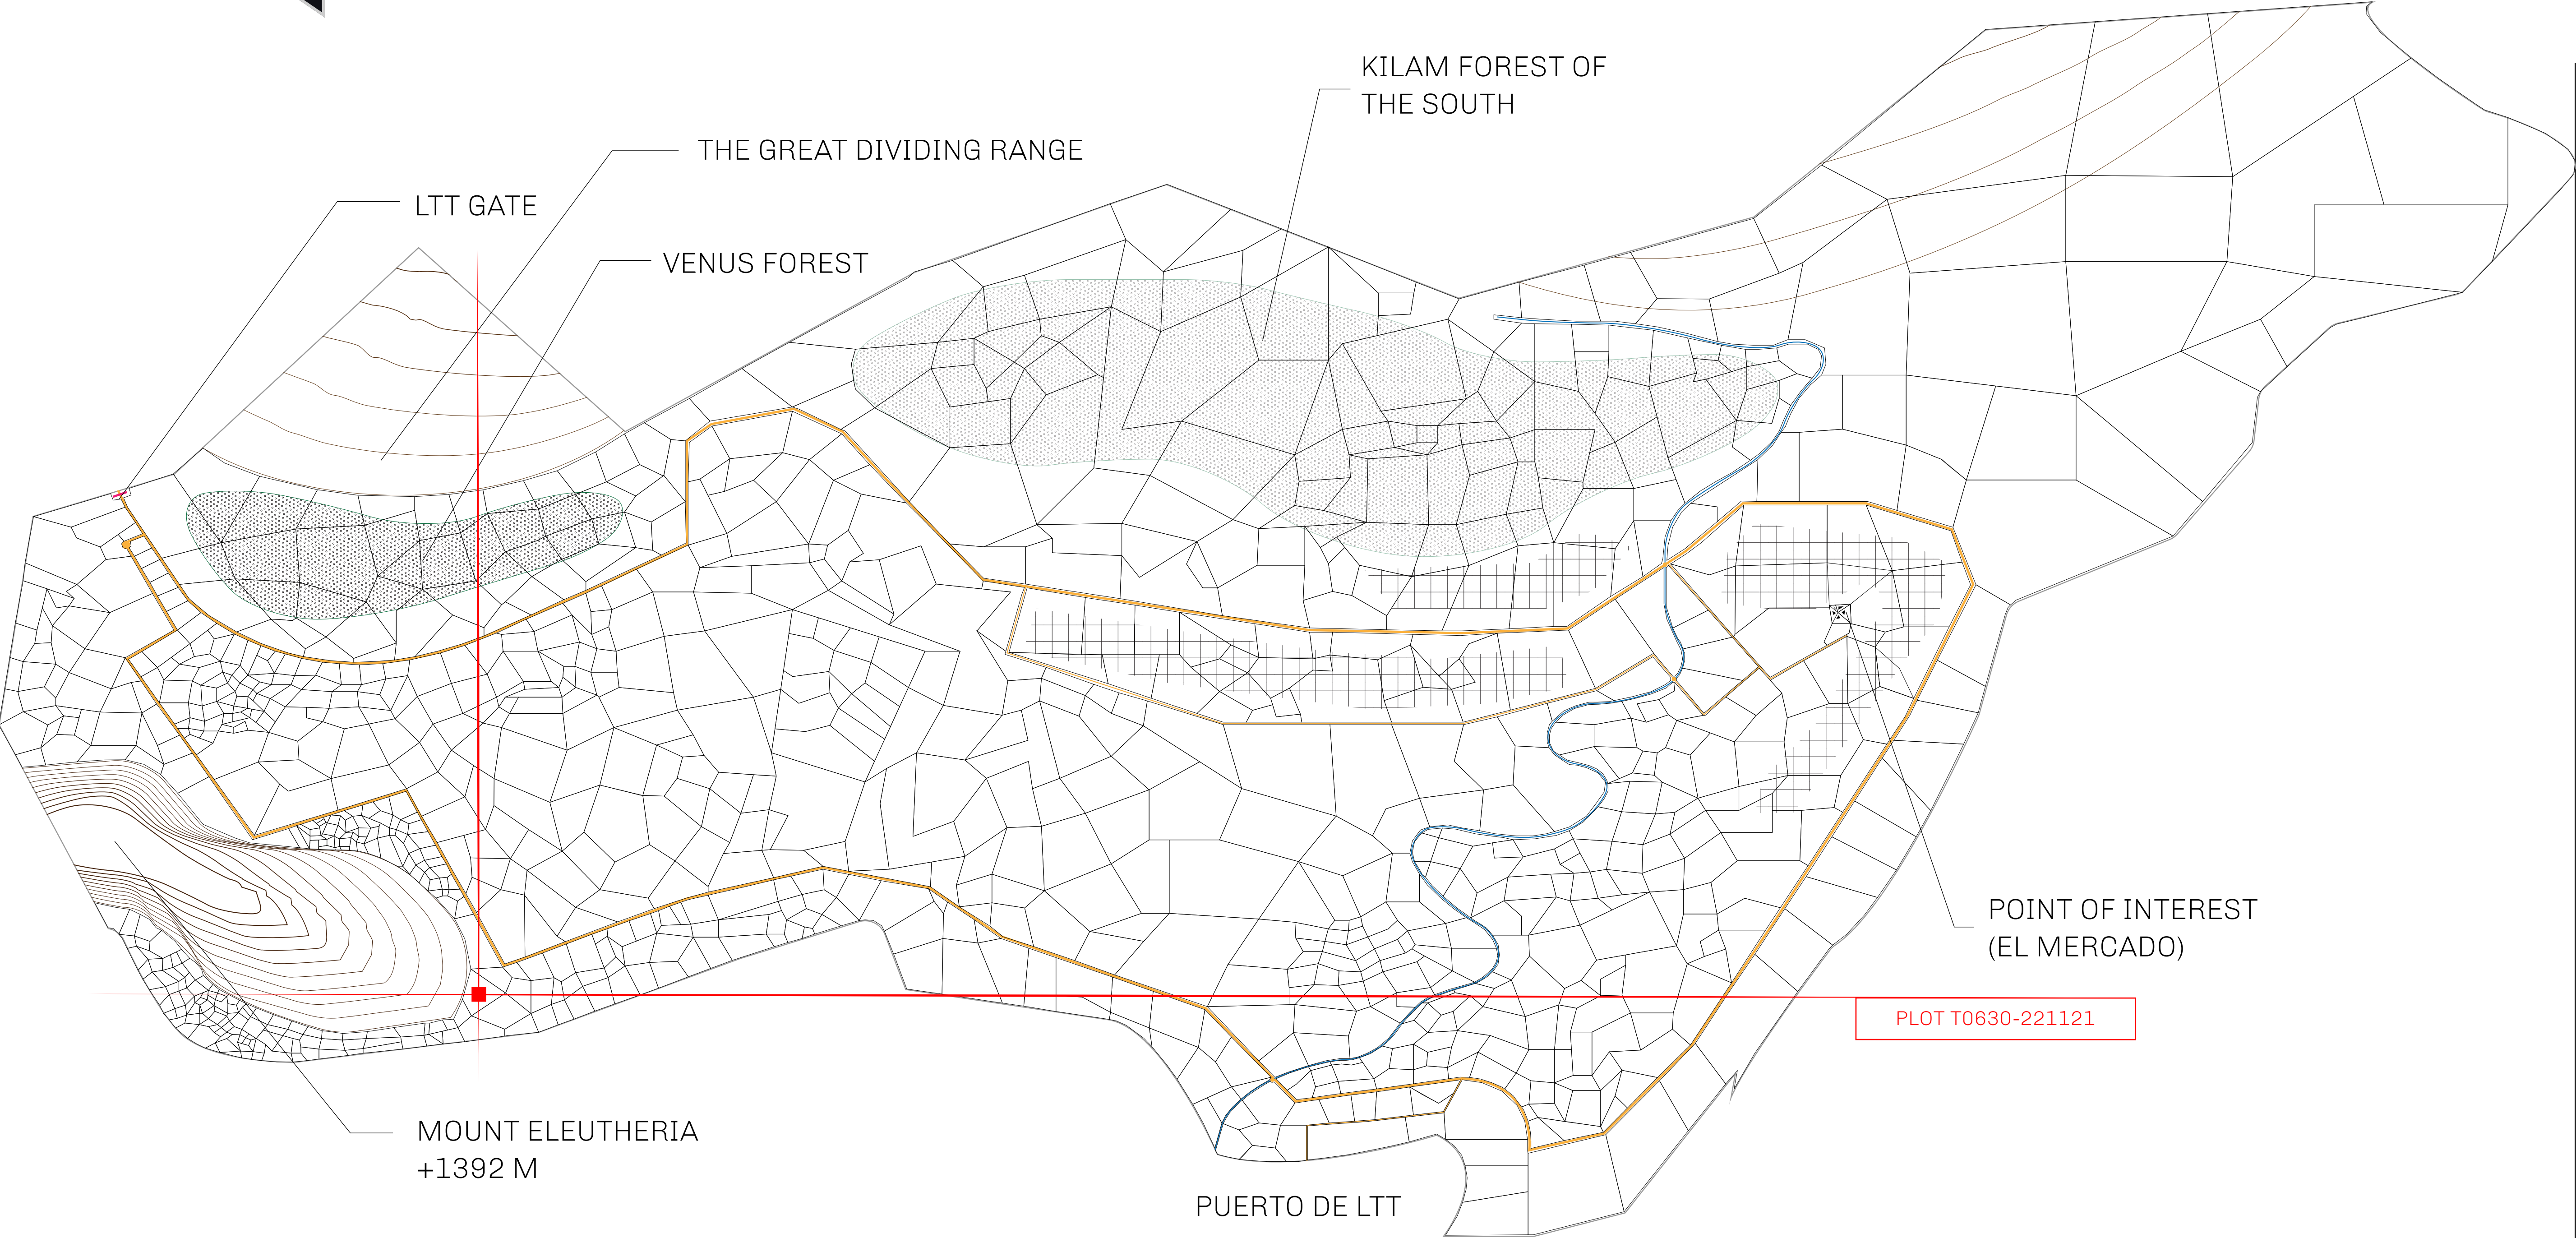 KILAM FOREST OF
THE SOUTH
THE GREAT DIVIDING RANGE
LTT GATE
VENUS FOREST
POINT OF INTEREST
(EL MERCADO)
PLOT T0630-221121
MOUNT ELEUTHERIA
+1392 M
PUERTO DE LTT